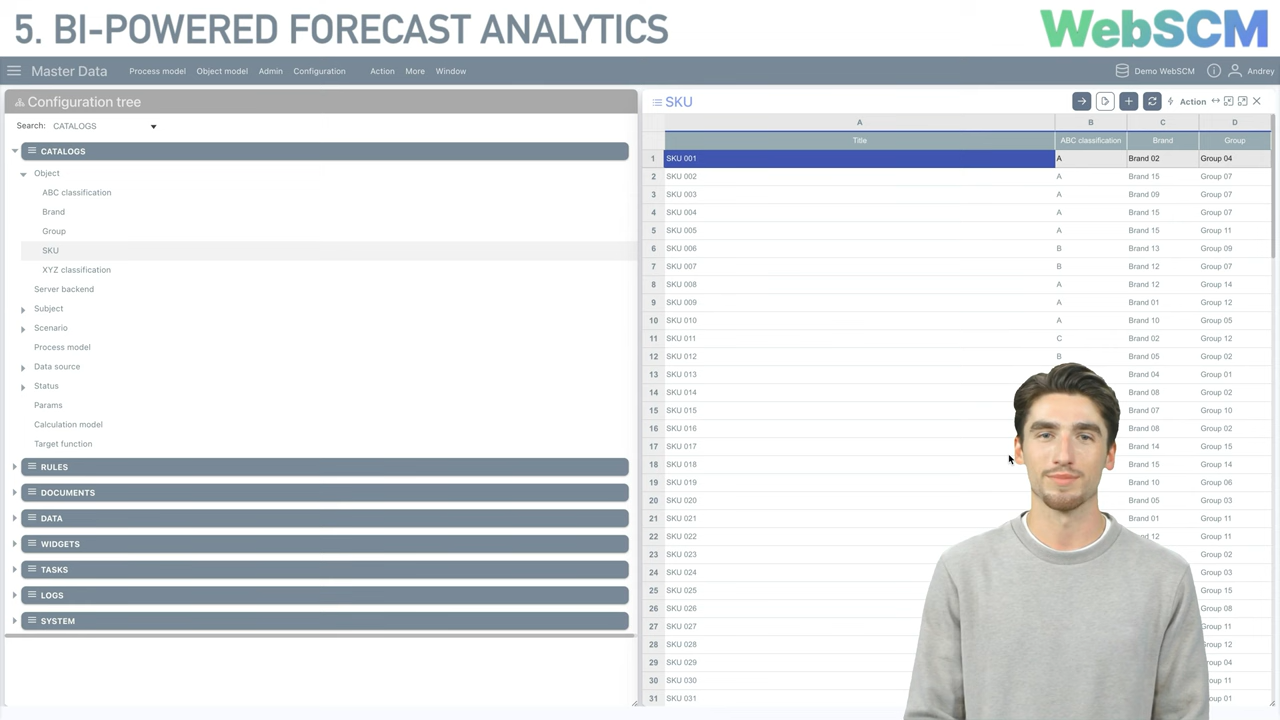 5. BI-POWERED FORECAST ANALYTICS
WebSCM
Master Data Process model Object model Admin Configuration Action More Window Demo WebSCM Andrey
Configuration tree
Search: CATALOGS
CATALOGS
Object
ABC classification
Brand
Group
SKU
XYZ classification
Server backend
Subject
Scenario
Process model
Data source
Status
Params
Calculation model
Target function
RULES
DOCUMENTS
DATA
WIDGETS
TASKS
LOGS
SYSTEM
SKU Action
A B C D
Title ABC classification Brand Group
1 SKU 001 A Brand 02 Group 04
2 SKU 002 A Brand 15 Group 07
3 SKU 003 A Brand 09 Group 07
4 SKU 004 A Brand 15 Group 07
5 SKU 005 A Brand 15 Group 11
6 SKU 006 B Brand 13 Group 09
7 SKU 007 B Brand 12 Group 07
8 SKU 008 A Brand 12 Group 14
9 SKU 009 A Brand 01 Group 12
10 SKU 010 A Brand 10 Group 05
11 SKU 011 C Brand 02 Group 12
12 SKU 012 B Brand 05 Group 02
13 SKU 013 Brand 04 Group 01
14 SKU 014 Brand 08 Group 02
15 SKU 015 Brand 07 Group 10
16 SKU 016 Brand 08 Group 02
17 SKU 017 Brand 14 Group 15
18 SKU 018 Brand 15 Group 14
19 SKU 019 Brand 10 Group 06
20 SKU 020 Brand 05 Group 03
21 SKU 021 Brand 01 Group 11
22 SKU 022 12 Group 11
23 SKU 023 Group 02
24 SKU 024 Group 03
25 SKU 025 Group 15
26 SKU 026 Group 08
27 SKU 027 Group 11
28 SKU 028 Group 12
29 SKU 029 04
30 SKU 030 11
31 SKU 031 01